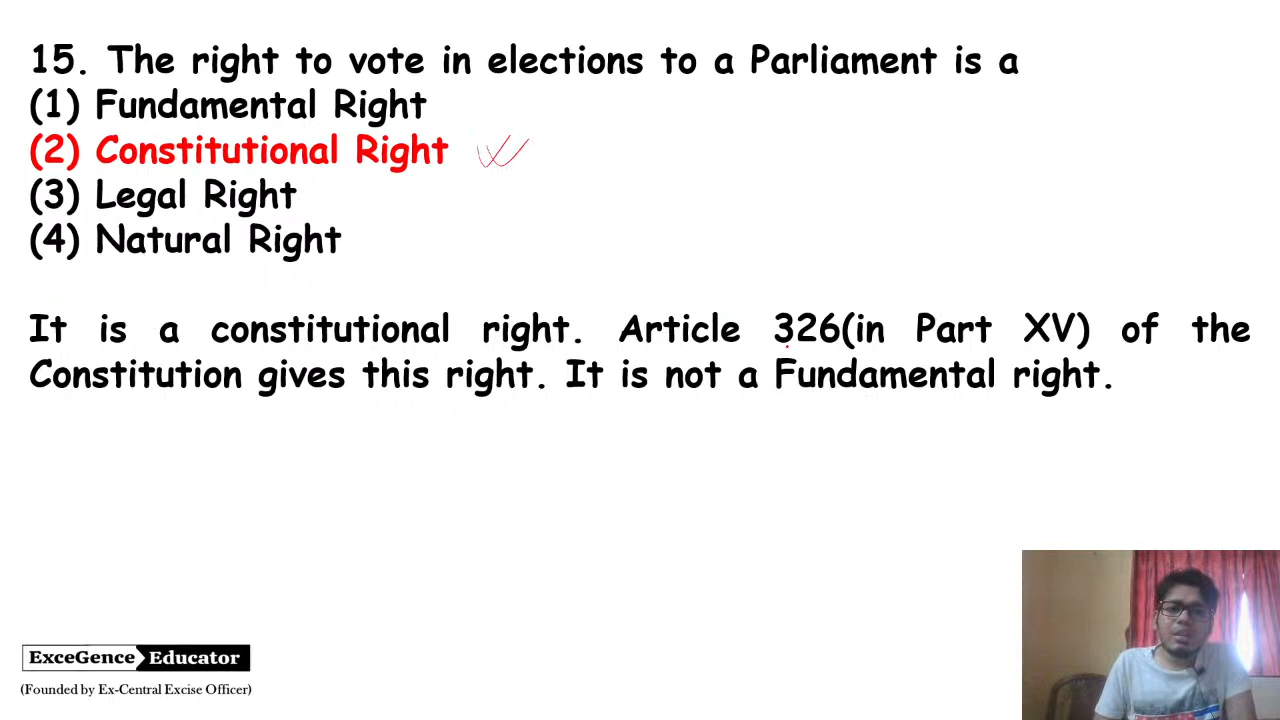 15. The right to vote in elections to a Parliament is a
(1) Fundamental Right
(2) Constitutional Right
(3) Legal Right
(4) Natural Right
It is a constitutional right. Article 326(in Part XV) of the
Constitution gives this right. It is not a Fundamental right.
ExceGence Educator
(Founded by Ex-Central Excise Officer)